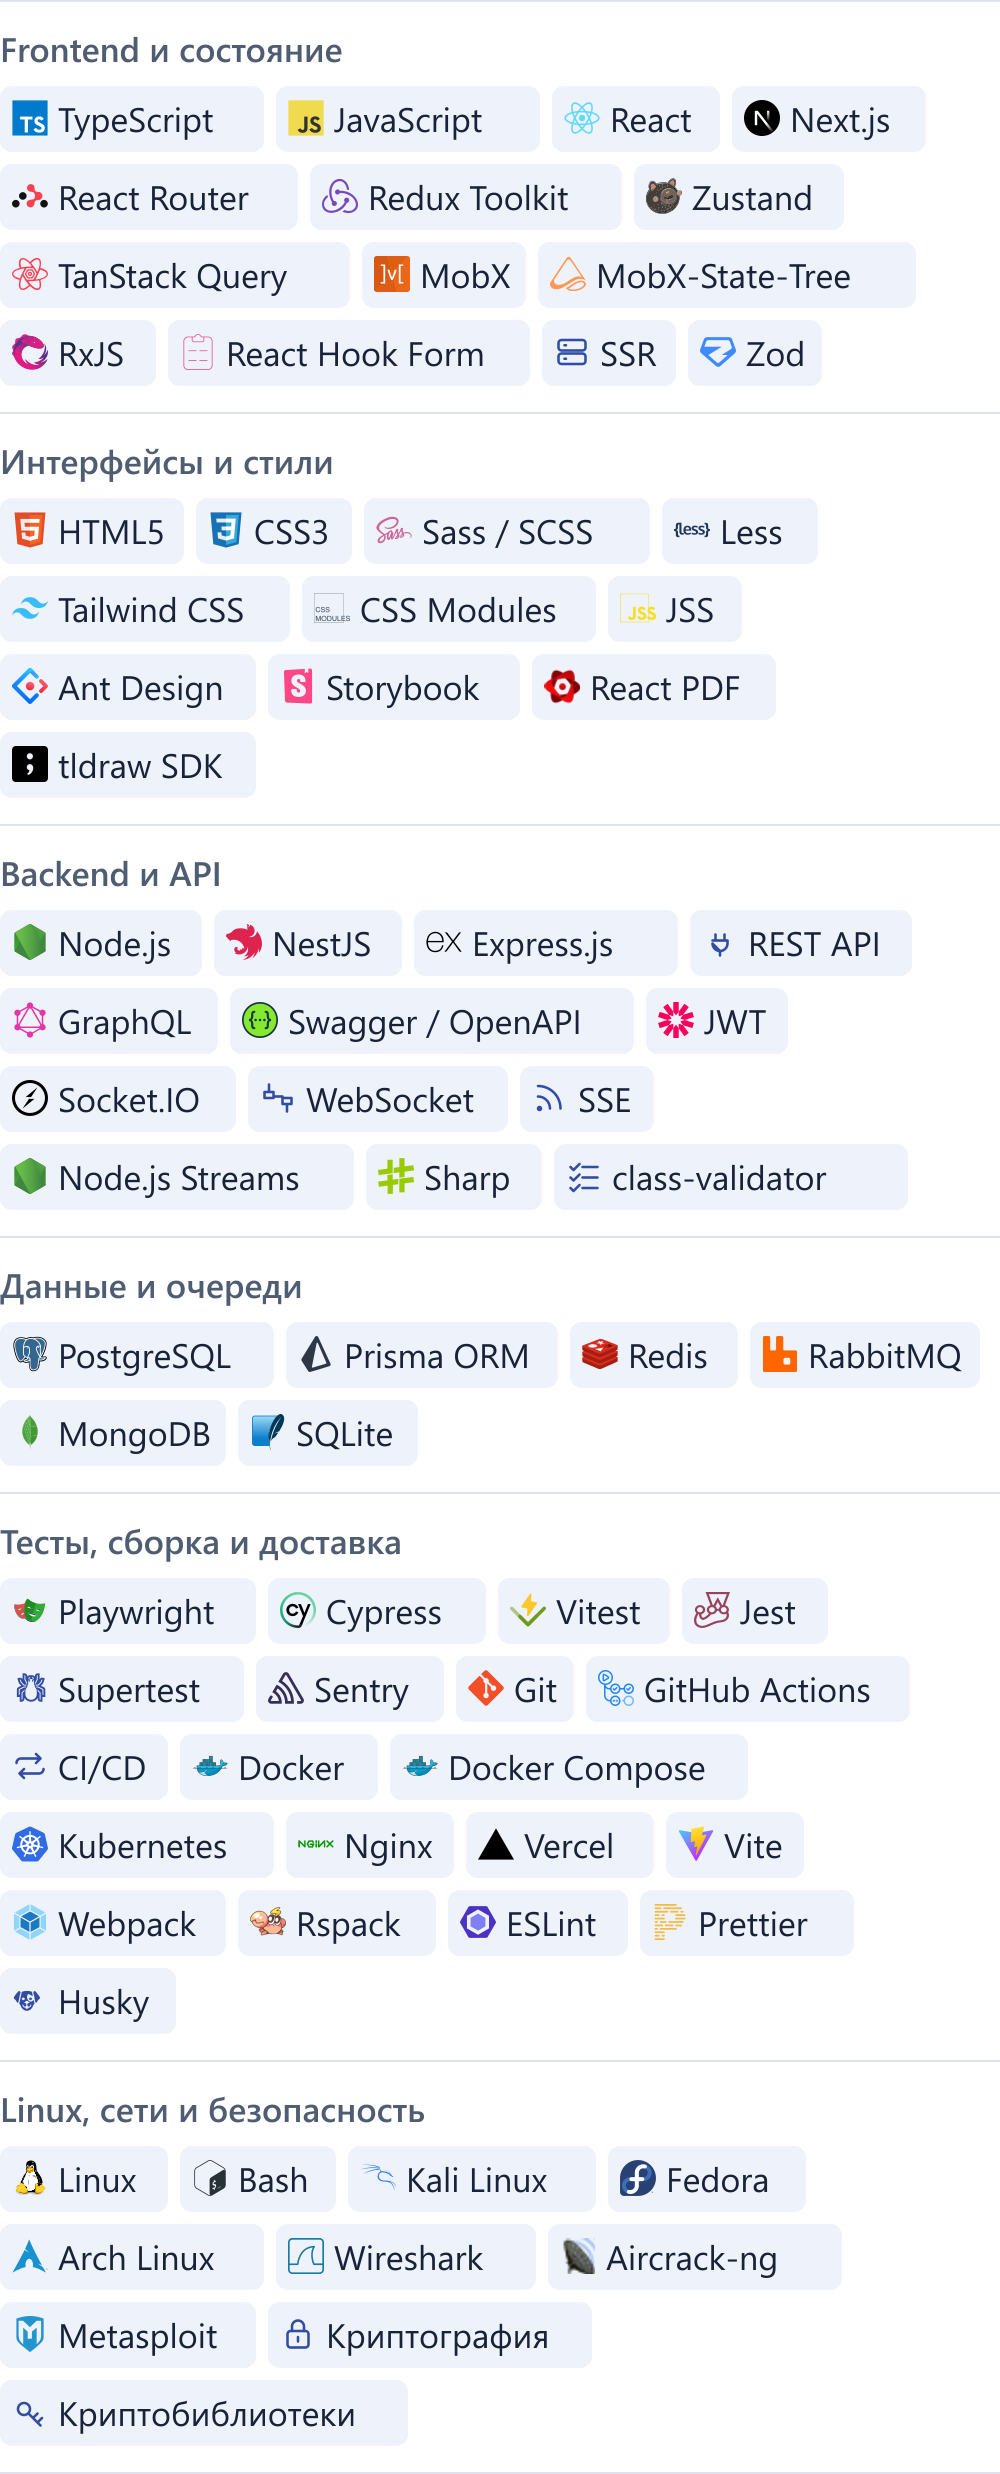 Frontend и состояние
TypeScript JavaScript React Next.js
React Router Redux Toolkit Zustand
TanStack Query MobX MobX-State-Tree
RxJS React Hook Form SSR Zod
Интерфейсы и стили
HTML5 CSS3 Sass / SCSS Less
Tailwind CSS CSS Modules JSS
Ant Design Storybook React PDF
tldraw SDK
Backend и API
Node.js NestJS Express.js REST API
GraphQL Swagger / OpenAPI JWT
Socket.IO WebSocket SSE
Node.js Streams Sharp class-validator
Данные и очереди
PostgreSQL Prisma ORM Redis RabbitMQ
MongoDB SQLite
Тесты, сборка и доставка
Playwright Cypress Vitest Jest
Supertest Sentry Git GitHub Actions
CI/CD Docker Docker Compose
Kubernetes Nginx Vercel Vite
Webpack Rspack ESLint Prettier
Husky
Linux, сети и безопасность
Linux Bash Kali Linux Fedora
Arch Linux Wireshark Aircrack-ng
Metasploit Криптография
Криптобиблиотеки